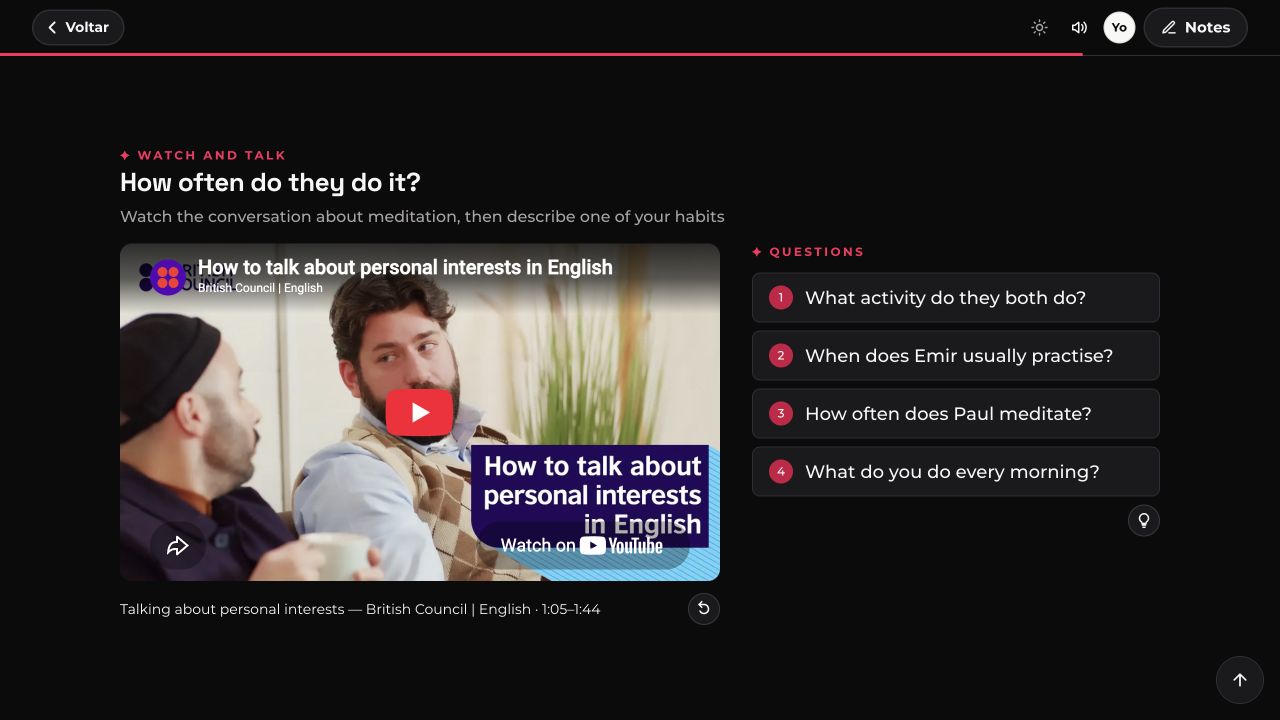 Voltar
Yo
Notes
WATCH AND TALK
How often do they do it?
Watch the conversation about meditation, then describe one of your habits
How to talk about personal interests in English
British Council | English
How to talk about
personal interests
in English
Watch on YouTube
Talking about personal interests — British Council | English · 1:05–1:44
QUESTIONS
1 What activity do they both do?
2 When does Emir usually practise?
3 How often does Paul meditate?
4 What do you do every morning?